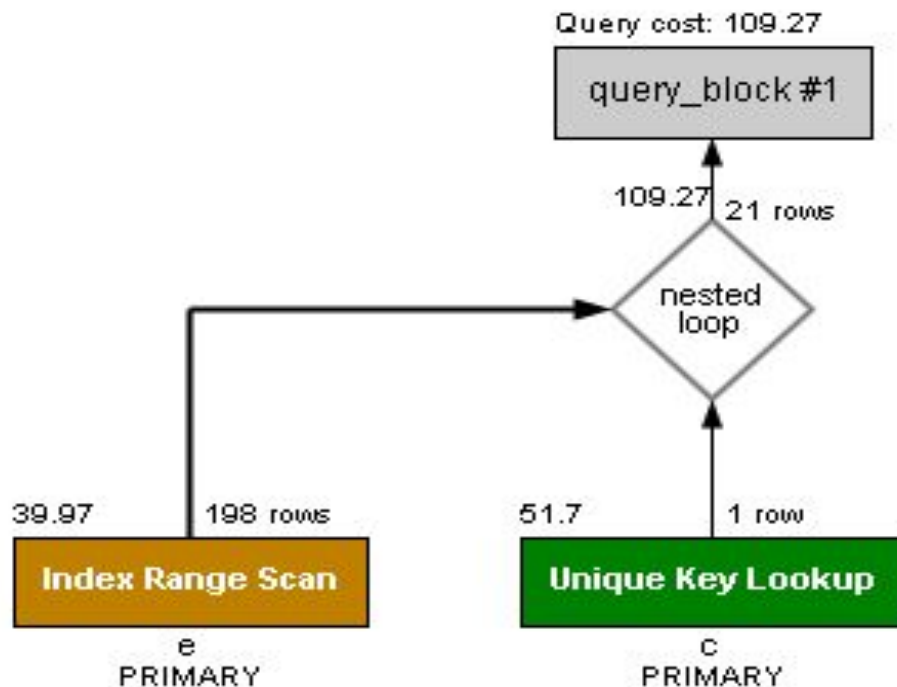 Query cost: 109.27
query_block #1
109.27
21 rows
nested
loop
39.97
198 rows
51.7
1 row
Index Range Scan
Unique Key Lookup
e
PRIMARY
c
PRIMARY